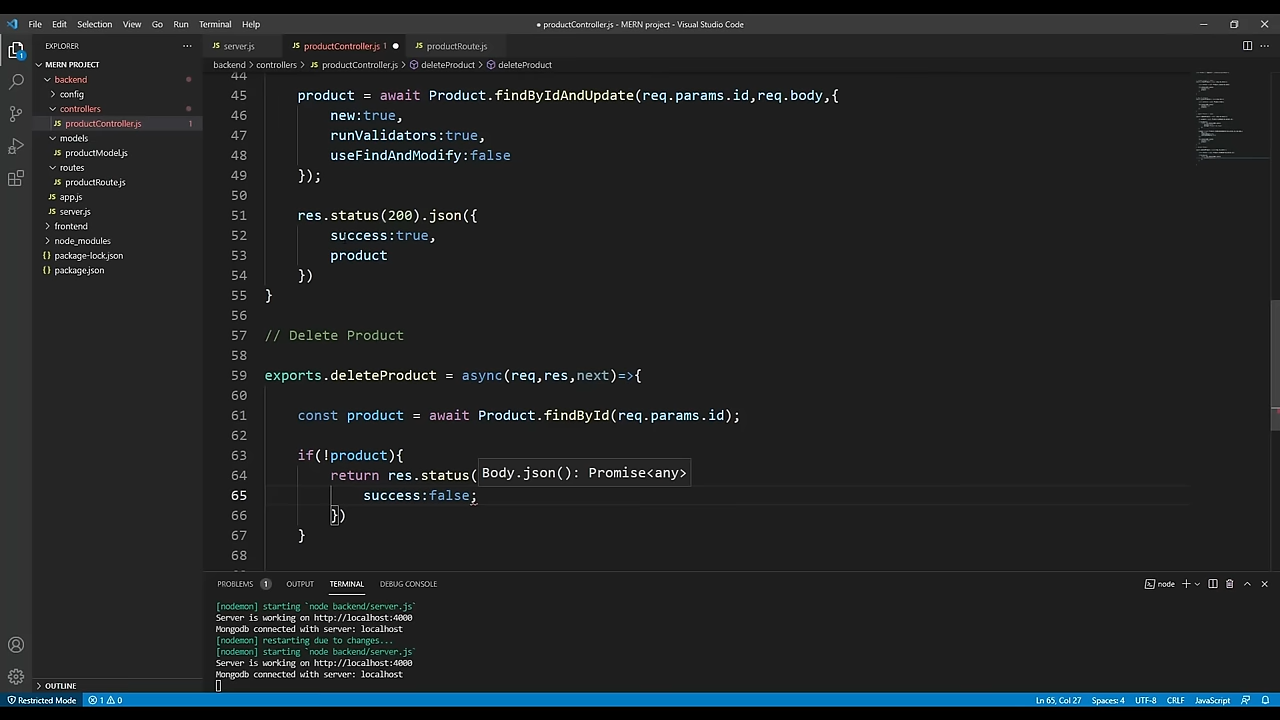 File Edit Selection View Go Run Terminal Help
● productController.js - MERN project - Visual Studio Code
EXPLORER
JS server.js
JS productController.js 1 ●
JS productRoute.js
MERN PROJECT
backend
config
controllers
JS productController.js 1
models
JS productModel.js
routes
JS productRoute.js
JS app.js
JS server.js
frontend
node_modules
{} package-lock.json
{} package.json
OUTLINE
backend > controllers > JS productController.js > deleteProduct > deleteProduct
44
45 product = await Product.findByIdAndUpdate(req.params.id,req.body,{
46 new:true,
47 runValidators:true,
48 useFindAndModify:false
49 });
50
51 res.status(200).json({
52 success:true,
53 product
54 })
55 }
56
57 // Delete Product
58
59 exports.deleteProduct = async(req,res,next)=>{
60
61 const product = await Product.findById(req.params.id);
62
63 if(!product){
64 return res.status(
Body.json(): Promise<any>
65 success:false;
66 })
67 }
68
PROBLEMS 1 OUTPUT TERMINAL DEBUG CONSOLE
node
[nodemon] starting `node backend/server.js`
Server is working on http://localhost:4000
Mongodb connected with server: localhost
[nodemon] restarting due to changes...
[nodemon] starting `node backend/server.js`
Server is working on http://localhost:4000
Mongodb connected with server: localhost
Restricted Mode 1 0
Ln 65, Col 27 Spaces: 4 UTF-8 CRLF JavaScript